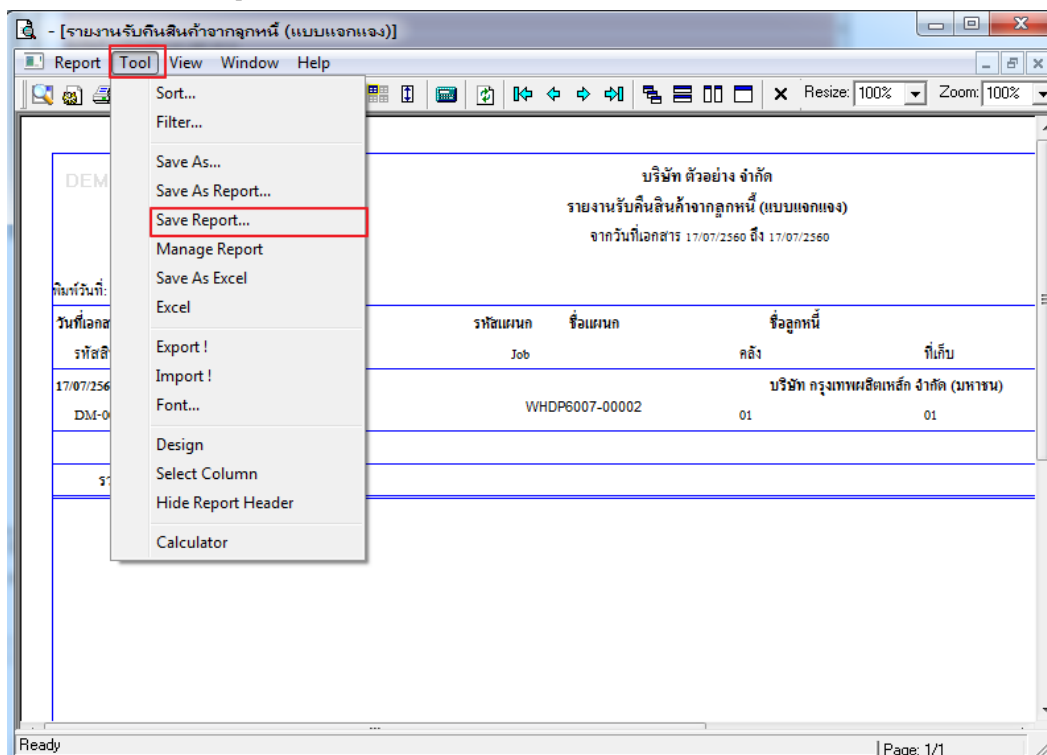 - [รายงานรับคืนสินค้าจากลูกหนี้ (แบบแจกแจง)]
Report Tool View Window Help
Resize: 100% Zoom: 100%
Sort...
Filter...
Save As...
Save As Report...
Save Report...
Manage Report
Save As Excel
Excel
Export !
Import !
Font...
Design
Select Column
Hide Report Header
Calculator
DEM
บริษัท ตัวอย่าง จำกัด
รายงานรับคืนสินค้าจากลูกหนี้ (แบบแจกแจง)
จากวันที่เอกสาร 17/07/2560 ถึง 17/07/2560
พิมพ์วันที่:
รหัสแผนก ชื่อแผนก ชื่อลูกหนี้
Job คลัง ที่เก็บ
17/07/256 บริษัท กรุงเทพผลิตเหล็ก จำกัด (มหาชน)
WHDP6007-00002 01 01
Ready Page: 1/1